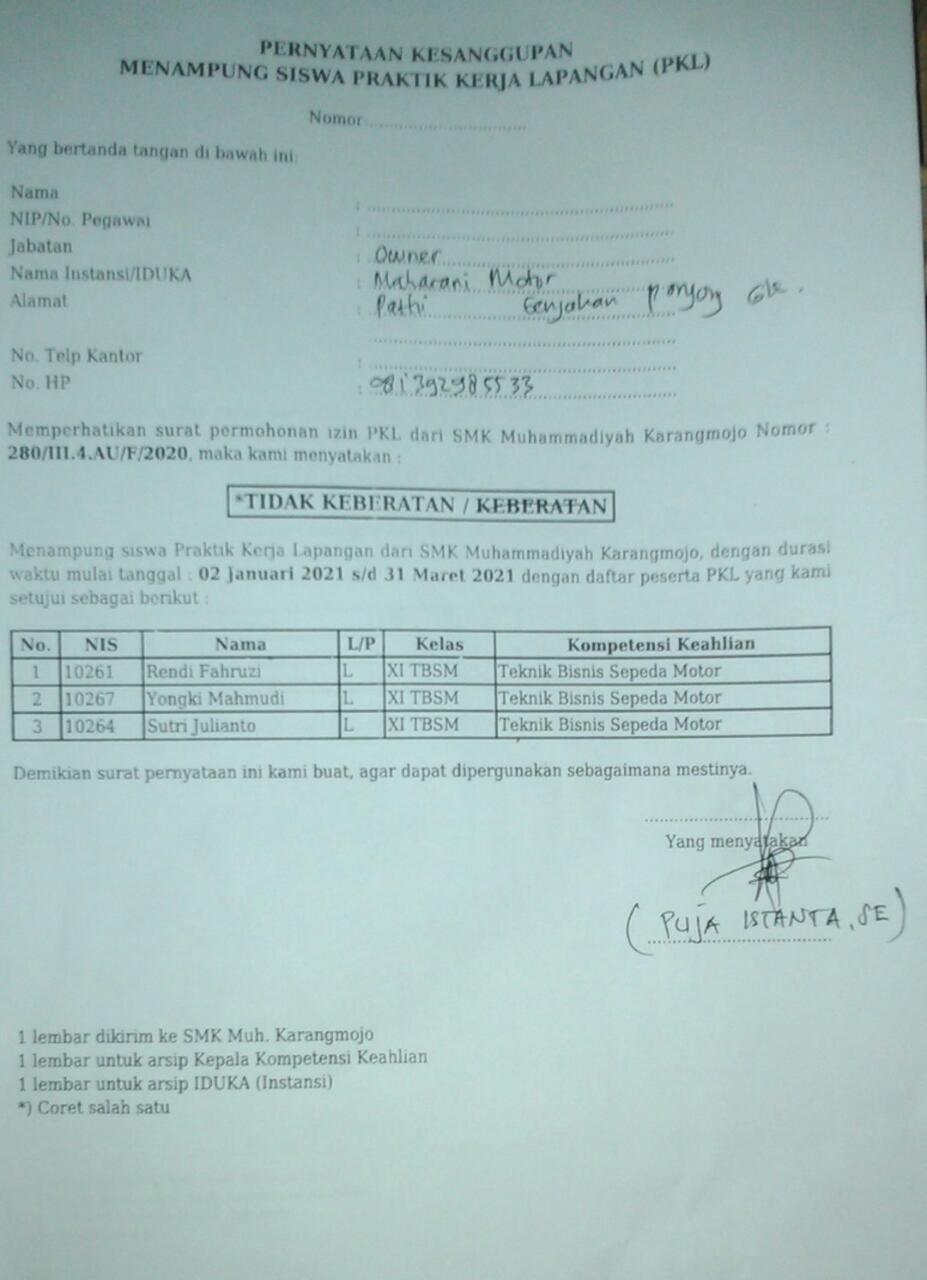 PERNYATAAN KESANGGUPAN
MENAMPUNG SISWA PRAKTIK KERJA LAPANGAN (PKL)
Nomor
Yang bertanda tangan di bawah ini:
Nama :
NIP/No. Pegawai :
Jabatan : Owner
Nama Instansi/IDUKA : Maharani Motor
Alamat : Pathi Genjahan Ponjong GK.
No. Telp Kantor :
No. HP : 081392985533
Memperhatikan surat permohonan izin PKL dari SMK Muhammadiyah Karangmojo Nomor :
280/III.4.AU/F/2020, maka kami menyatakan :
*TIDAK KEBERATAN / KEBERATAN
Menampung siswa Praktik Kerja Lapangan dari SMK Muhammadiyah Karangmojo, dengan durasi
waktu mulai tanggal : 02 Januari 2021 s/d 31 Maret 2021 dengan daftar peserta PKL yang kami
setujui sebagai berikut :
No. NIS Nama L/P Kelas Kompetensi Keahlian
1 10261 Rendi Fahruzi L XI TBSM Teknik Bisnis Sepeda Motor
2 10267 Yongki Mahmudi L XI TBSM Teknik Bisnis Sepeda Motor
3 10264 Sutri Julianto L XI TBSM Teknik Bisnis Sepeda Motor
Demikian surat pernyataan ini kami buat, agar dapat dipergunakan sebagaimana mestinya.
Yang menyatakan
(PUJA ISTANTA, SE)
1 lembar dikirim ke SMK Muh. Karangmojo
1 lembar untuk arsip Kepala Kompetensi Keahlian
1 lembar untuk arsip IDUKA (Instansi)
*) Coret salah satu